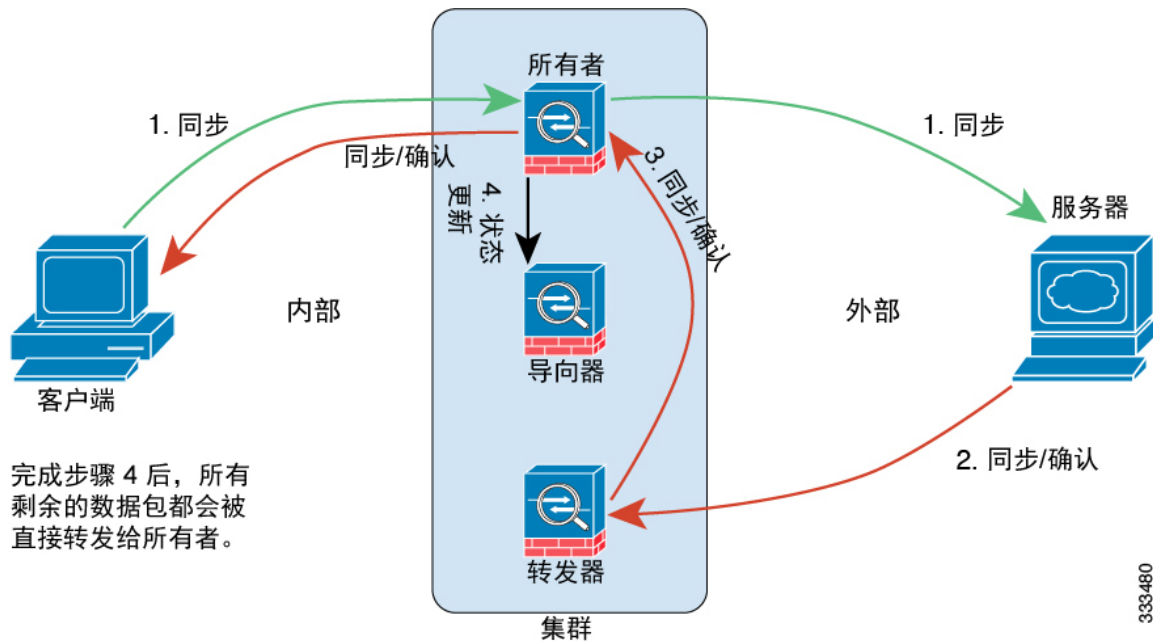 所有者
1. 同步
1. 同步
同步/确认
3. 同步/确认
4. 状态
更新
服务器
内部
外部
导向器
客户端
2. 同步/确认
完成步骤 4 后，所有
剩余的数据包都会被
直接转发给所有者。
转发器
集群
333480